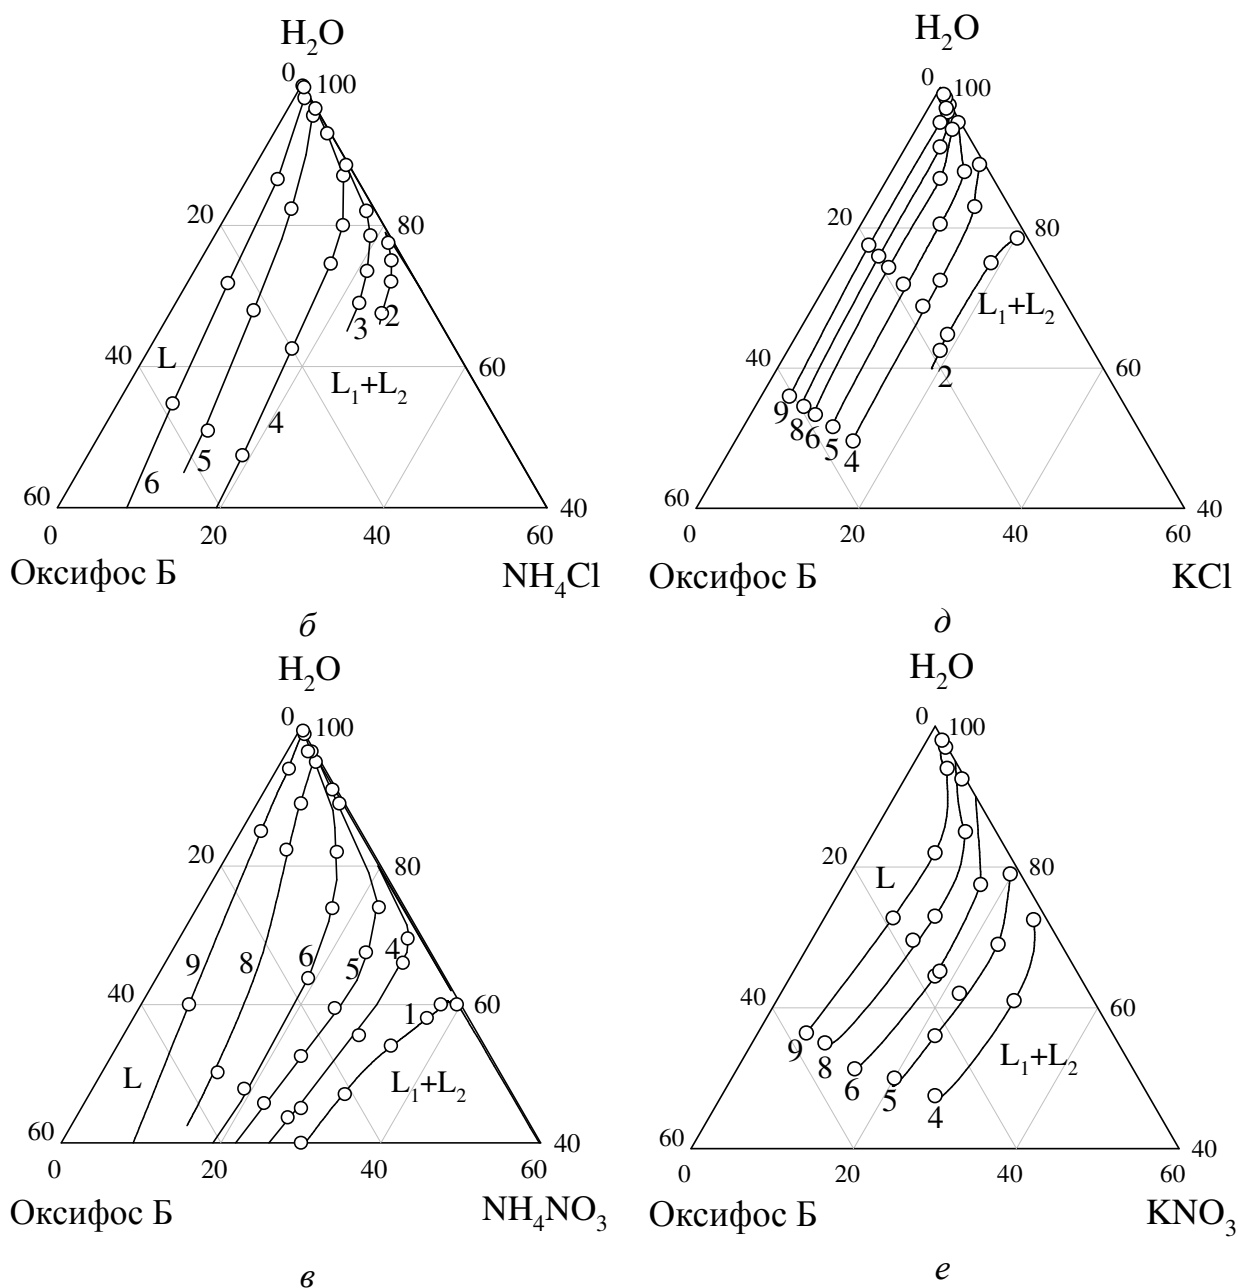 H₂O
0 100
20 80
40 L 60
L₁+L₂
3 2
4
5
6
60 40
0 20 40 60
Оксифос Б NH₄Cl
б
H₂O
0 100
20 80
L₁+L₂
40 60
2
9 8 6 5 4
60 40
0 20 40 60
Оксифос Б KCl
д
H₂O
0 100
20 80
9 8 6 5 4
40 1 60
L L₁+L₂
60 40
0 20 40 60
Оксифос Б NH₄NO₃
в
H₂O
0 100
20 L 80
40 60
9 8 6 5 4
L₁+L₂
60 40
0 20 40 60
Оксифос Б KNO₃
е